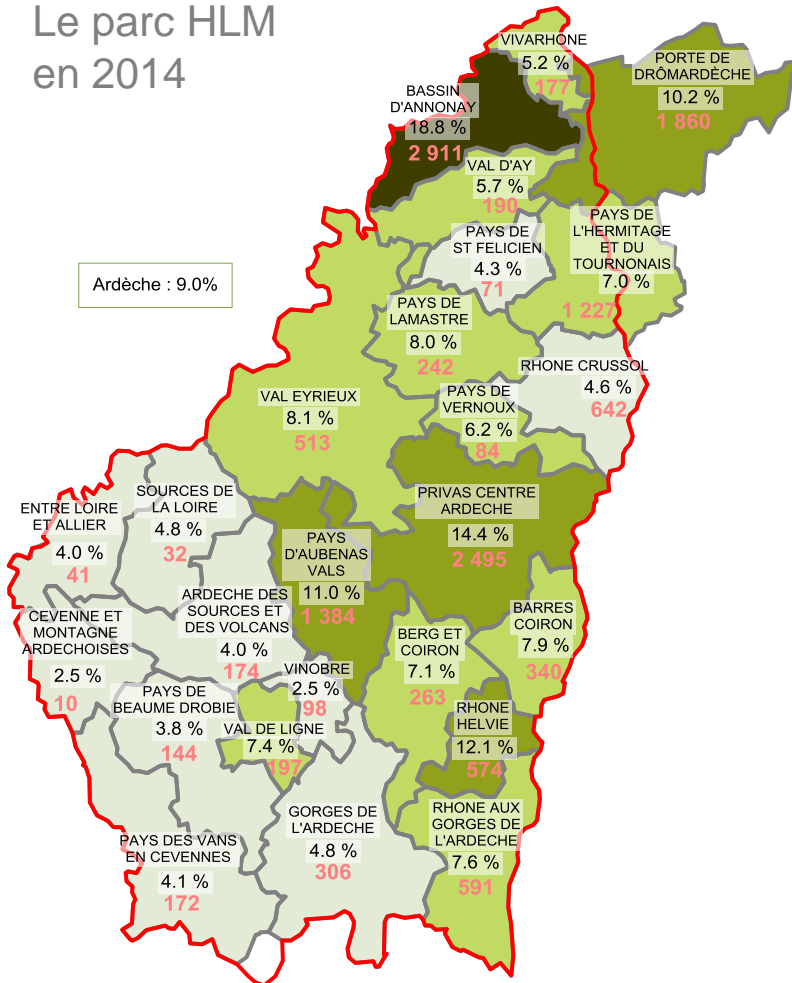 Le parc HLM
en 2014
VIVARHONE
5.2 %
177
PORTE DE
DRÔMARDÈCHE
10.2 %
1 860
BASSIN
D'ANNONAY
18.8 %
2 911
VAL D'AY
5.7 %
190
PAYS DE
L'HERMITAGE
ET DU
TOURNONAIS
7.0 %
1 227
PAYS DE
ST FELICIEN
4.3 %
71
Ardèche : 9.0%
PAYS DE
LAMASTRE
8.0 %
242
RHONE CRUSSOL
4.6 %
642
VAL EYRIEUX
8.1 %
513
PAYS DE
VERNOUX
6.2 %
84
PRIVAS CENTRE
ARDECHE
14.4 %
2 495
SOURCES DE
LA LOIRE
4.8 %
32
ENTRE LOIRE
ET ALLIER
4.0 %
41
PAYS
D'AUBENAS
VALS
11.0 %
1 384
ARDECHE DES
SOURCES ET
DES VOLCANS
4.0 %
174
CEVENNE ET
MONTAGNE
ARDECHOISES
2.5 %
10
BARRES
COIRON
7.9 %
340
BERG ET
COIRON
7.1 %
263
VINOBRE
2.5 %
98
PAYS DE
BEAUME DROBIE
3.8 %
144
VAL DE LIGNE
7.4 %
197
RHONE
HELVIE
12.1 %
574
GORGES DE
L'ARDECHE
4.8 %
306
RHONE AUX
GORGES DE
L'ARDECHE
7.6 %
591
PAYS DES VANS
EN CEVENNES
4.1 %
172